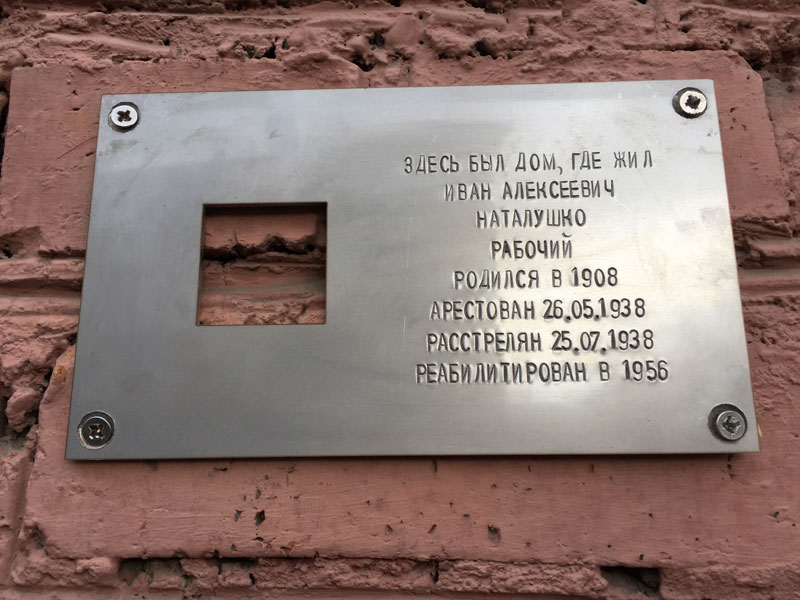 ЗДЕСЬ БЫЛ ДОМ, ГДЕ ЖИЛ
ИВАН АЛЕКСЕЕВИЧ
НАТАЛУШКО
РАБОЧИЙ
РОДИЛСЯ В 1908
АРЕСТОВАН 26.05.1938
РАССТРЕЛЯН 25.07.1938
РЕАБИЛИТИРОВАН В 1956